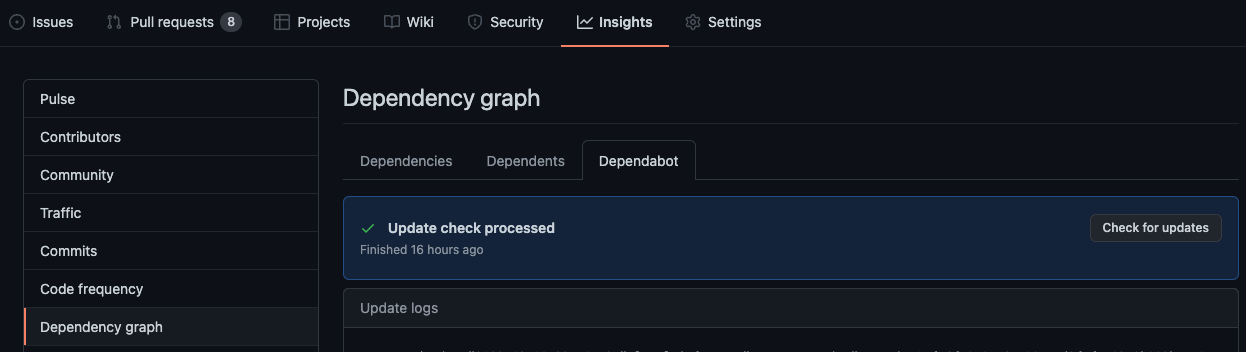 Issues Pull requests 8 Projects Wiki Security Insights Settings
Pulse
Contributors
Community
Traffic
Commits
Code frequency
Dependency graph
Dependency graph
Dependencies Dependents Dependabot
Update check processed
Finished 16 hours ago
Check for updates
Update logs